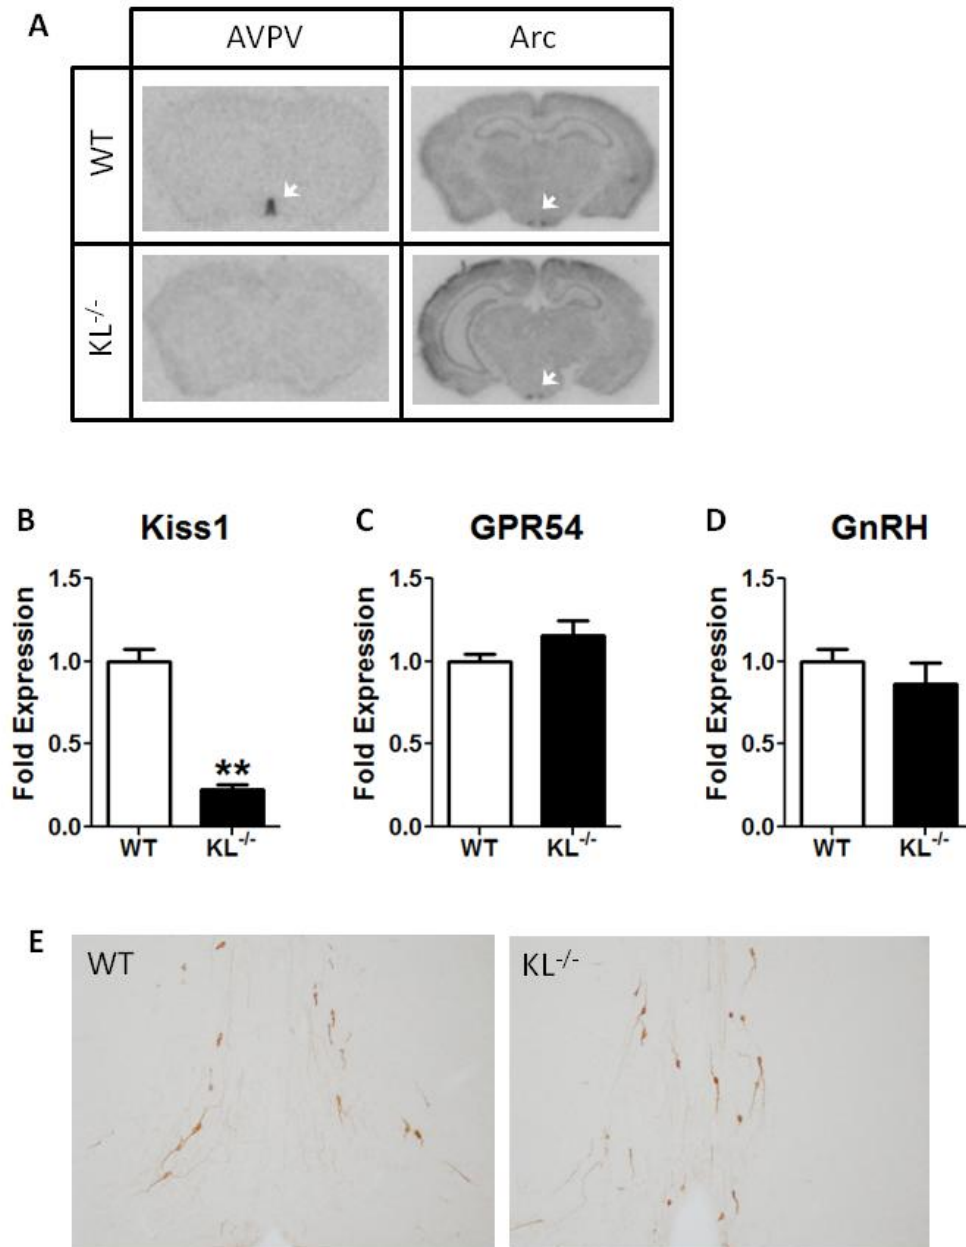 A
AVPV Arc
WT
KL-/-
B Kiss1
C GPR54
D GnRH
Fold Expression
1.5
1.0
0.5
0.0
**
WT KL-/-
Fold Expression
1.5
1.0
0.5
0.0
WT KL-/-
Fold Expression
1.5
1.0
0.5
0.0
WT KL-/-
E
WT
KL-/-